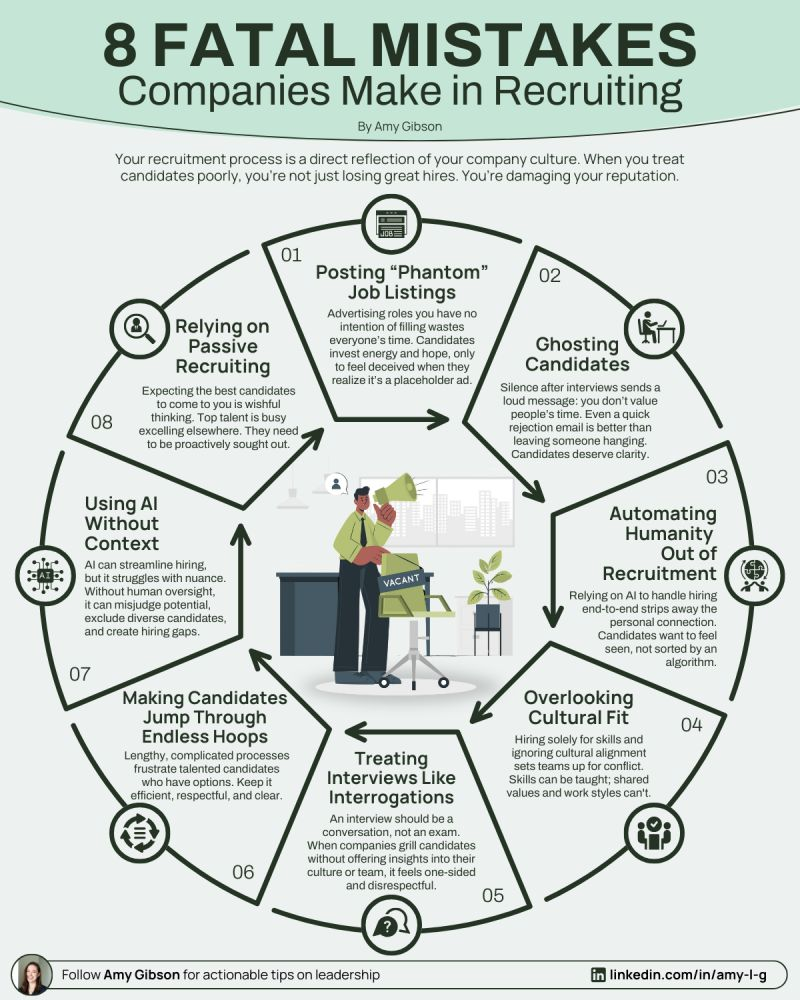 8 FATAL MISTAKES
Companies Make in Recruiting
By Amy Gibson
Your recruitment process is a direct reflection of your company culture. When you treat
candidates poorly, you're not just losing great hires. You're damaging your reputation.
01
Posting “Phantom”
Job Listings
Advertising roles you have no
intention of filling wastes
everyone's time. Candidates
invest energy and hope, only
to feel deceived when they
realize it's a placeholder ad.
JOB
02
Ghosting
Candidates
Silence after interviews sends a
loud message: you don't value
people's time. Even a quick
rejection email is better than
leaving someone hanging.
Candidates deserve clarity.
03
Automating
Humanity
Out of
Recruitment
Relying on AI to handle hiring
end-to-end strips away the
personal connection.
Candidates want to feel
seen, not sorted by an
algorithm.
04
Overlooking
Cultural Fit
Hiring solely for skills and
ignoring cultural alignment
sets teams up for conflict.
Skills can be taught; shared
values and work styles can't.
05
Treating
Interviews Like
Interrogations
An interview should be a
conversation, not an exam.
When companies grill candidates
without offering insights into their
culture or team, it feels one-sided
and disrespectful.
?
06
Making Candidates
Jump Through
Endless Hoops
Lengthy, complicated processes
frustrate talented candidates
who have options. Keep it
efficient, respectful, and clear.
07
Using AI
Without
Context
AI can streamline hiring,
but it struggles with nuance.
Without human oversight,
it can misjudge potential,
exclude diverse candidates,
and create hiring gaps.
AI
08
Relying on
Passive
Recruiting
Expecting the best candidates
to come to you is wishful
thinking. Top talent is busy
excelling elsewhere. They need
to be proactively sought out.
VACANT
Follow Amy Gibson for actionable tips on leadership
in linkedin.com/in/amy-l-g